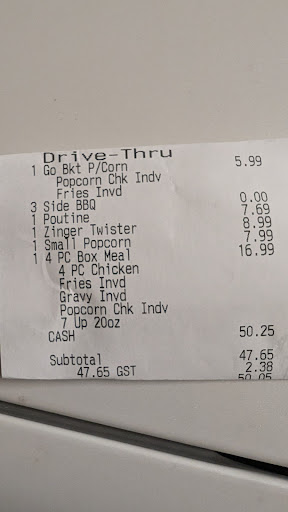 Drive-Thru
1 Go Bkt P/Corn 5.99
Popcorn Chk Indv
Fries Invd
3 Side BBQ 0.00
1 Poutine 7.69
1 Zinger Twister 8.99
1 Small Popcorn 7.99
1 4 PC Box Meal 16.99
4 PC Chicken
Fries Invd
Gravy Invd
Popcorn Chk Indv
7 Up 20oz
CASH 50.25
Subtotal 47.65
47.65 GST 2.38
50.05